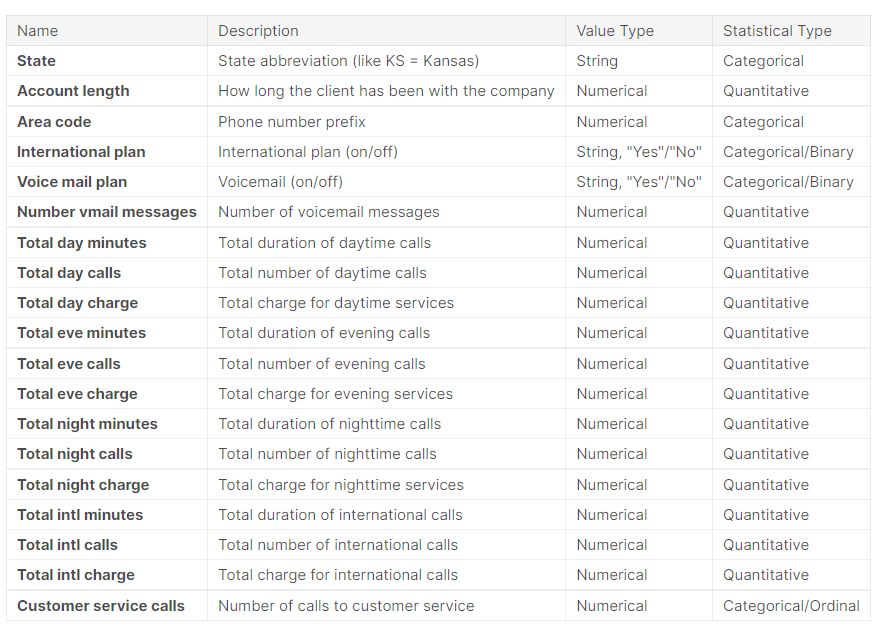 Name Description Value Type Statistical Type
State State abbreviation (like KS = Kansas) String Categorical
Account length How long the client has been with the company Numerical Quantitative
Area code Phone number prefix Numerical Categorical
International plan International plan (on/off) String, "Yes"/"No" Categorical/Binary
Voice mail plan Voicemail (on/off) String, "Yes"/"No" Categorical/Binary
Number vmail messages Number of voicemail messages Numerical Quantitative
Total day minutes Total duration of daytime calls Numerical Quantitative
Total day calls Total number of daytime calls Numerical Quantitative
Total day charge Total charge for daytime services Numerical Quantitative
Total eve minutes Total duration of evening calls Numerical Quantitative
Total eve calls Total number of evening calls Numerical Quantitative
Total eve charge Total charge for evening services Numerical Quantitative
Total night minutes Total duration of nighttime calls Numerical Quantitative
Total night calls Total number of nighttime calls Numerical Quantitative
Total night charge Total charge for nighttime services Numerical Quantitative
Total intl minutes Total duration of international calls Numerical Quantitative
Total intl calls Total number of international calls Numerical Quantitative
Total intl charge Total charge for international calls Numerical Quantitative
Customer service calls Number of calls to customer service Numerical Categorical/Ordinal